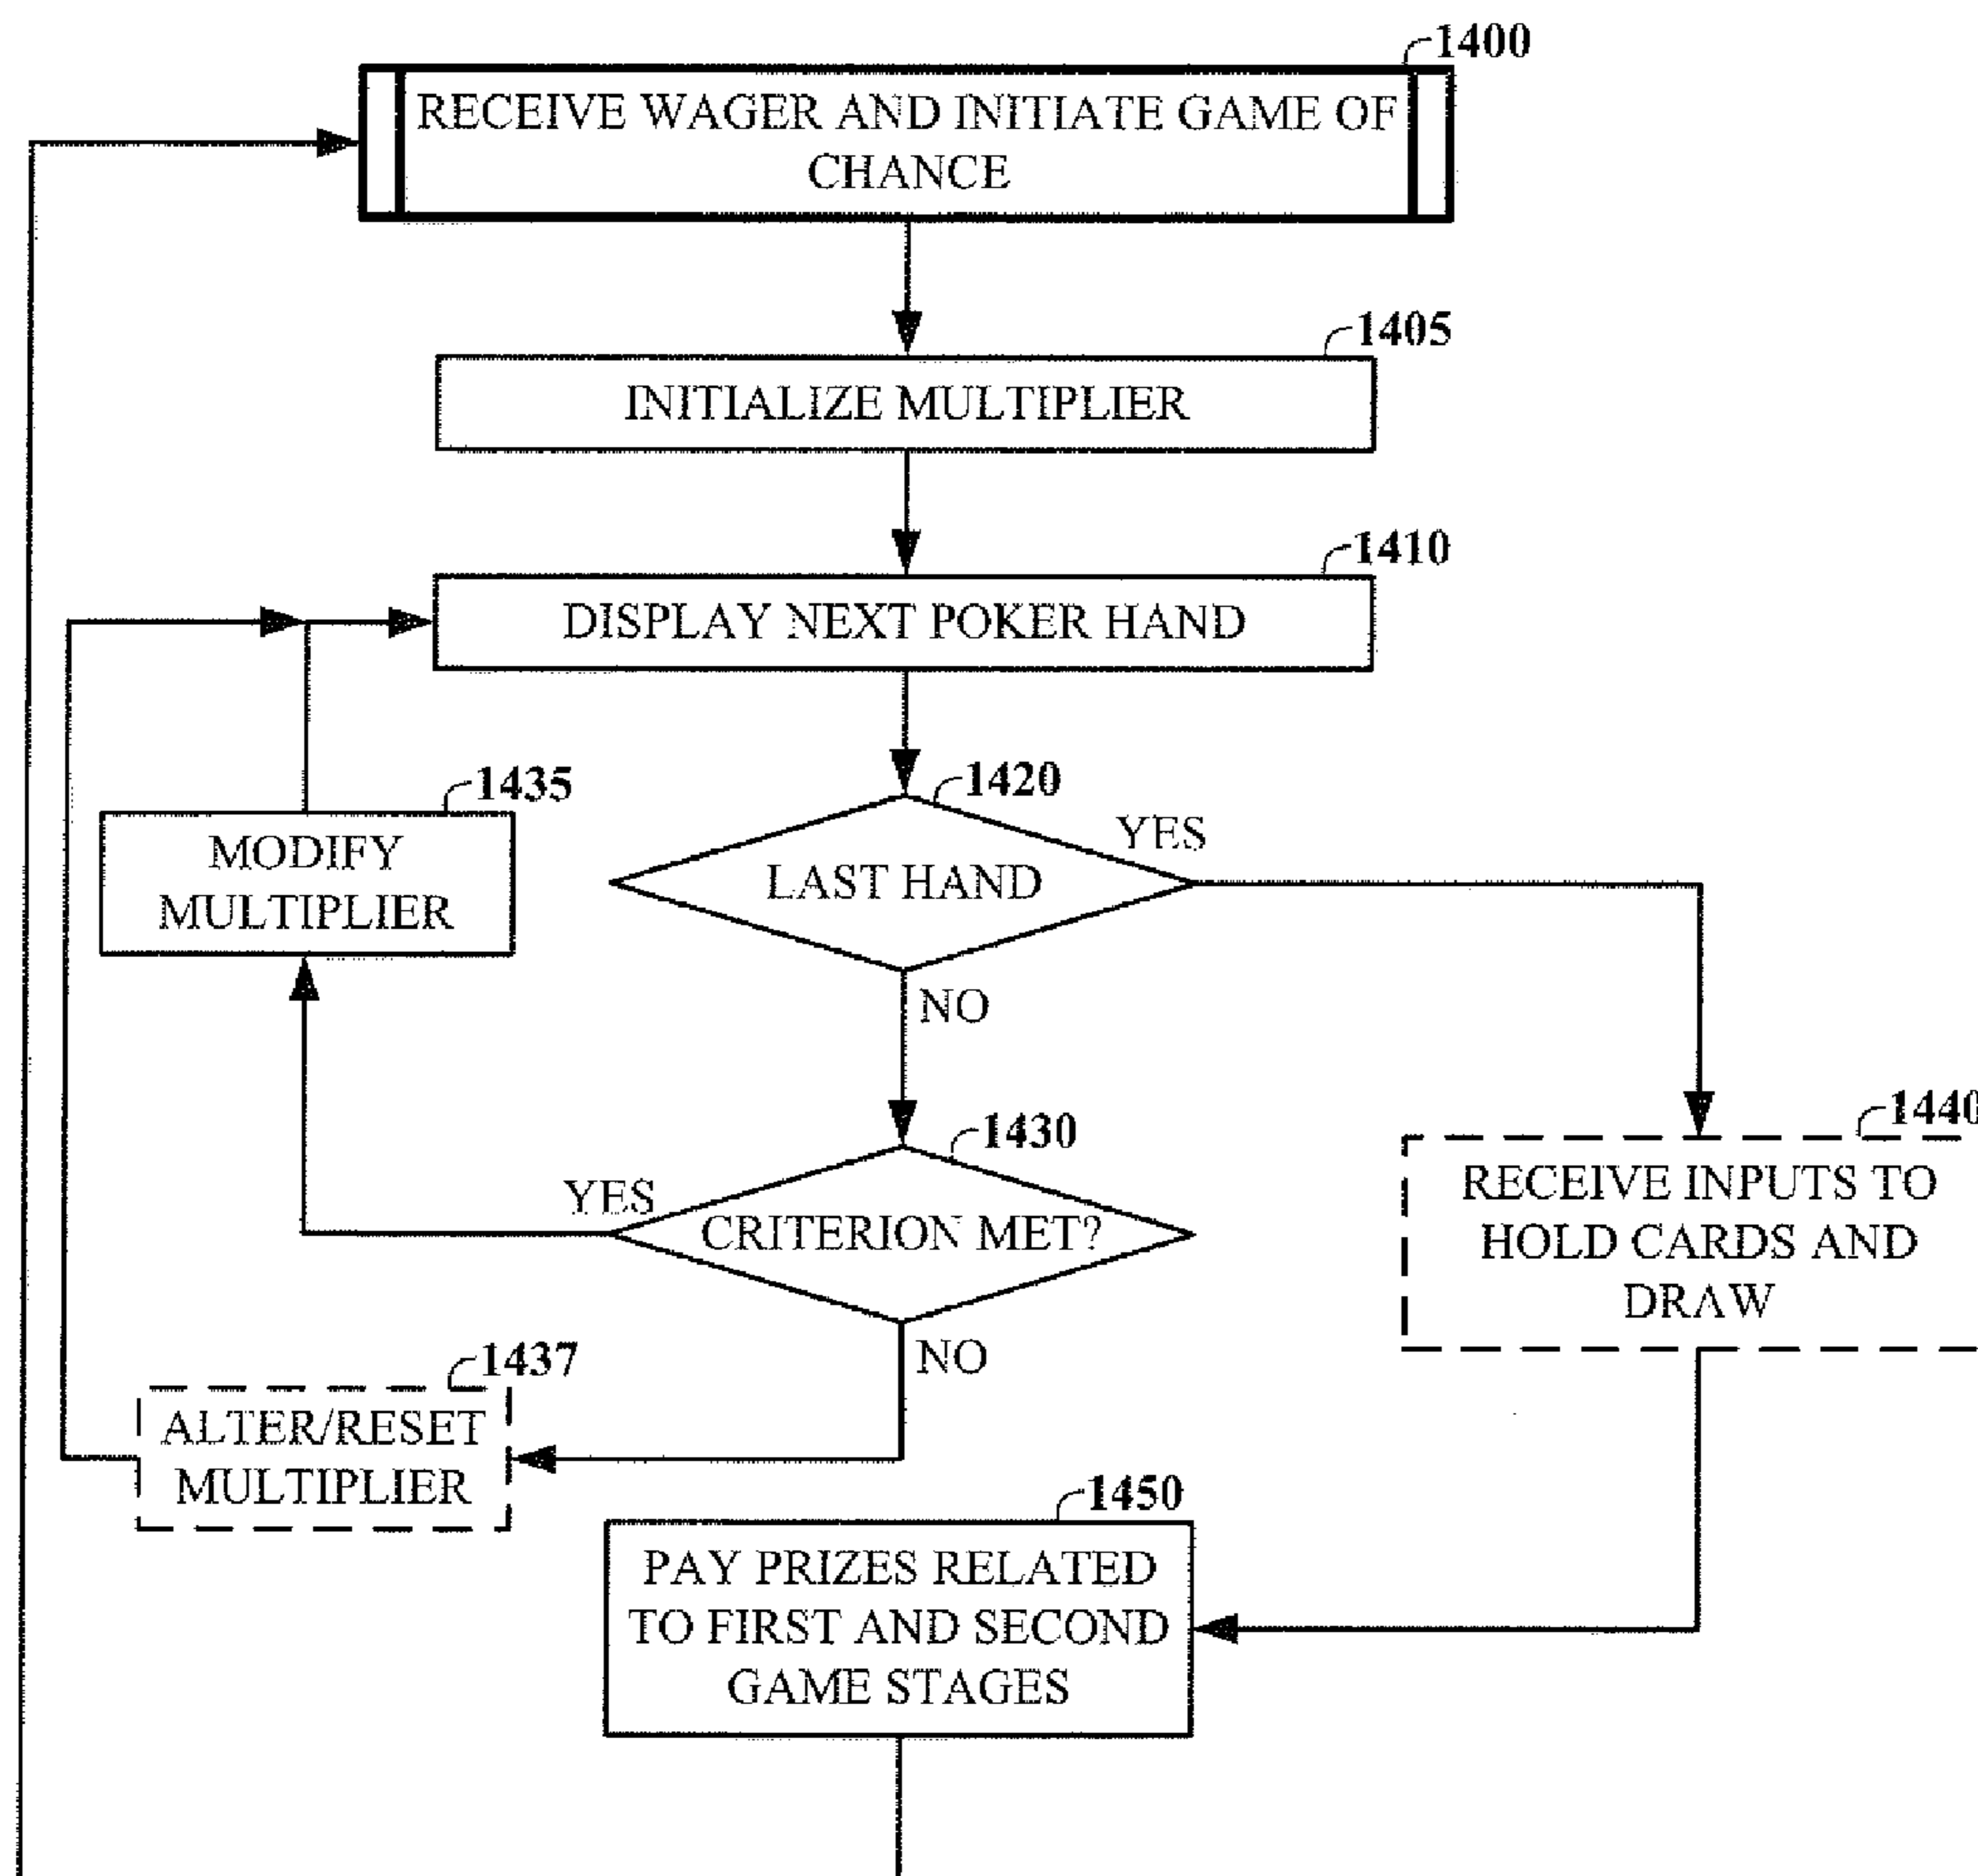 1400
RECEIVE WAGER AND INITIATE GAME OF
CHANCE
1405
INITIALIZE MULTIPLIER
1410
DISPLAY NEXT POKER HAND
1435
MODIFY
MULTIPLIER
1420
LAST HAND
YES
NO
1430
YES
CRITERION MET?
NO
1440
RECEIVE INPUTS TO
HOLD CARDS AND
DRAW
1437
ALTER/RESET
MULTIPLIER
1450
PAY PRIZES RELATED
TO FIRST AND SECOND
GAME STAGES